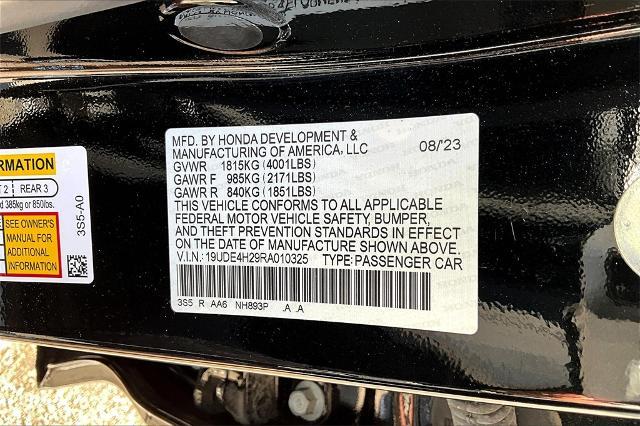 MFD. BY HONDA DEVELOPMENT &
MANUFACTURING OF AMERICA, LLC 08/'23
GVWR 1815KG (4001LBS)
GAWR F 985KG (2171LBS)
GAWR R 840KG (1851LBS)
THIS VEHICLE CONFORMS TO ALL APPLICABLE
FEDERAL MOTOR VEHICLE SAFETY, BUMPER,
AND THEFT PREVENTION STANDARDS IN EFFECT
ON THE DATE OF MANUFACTURE SHOWN ABOVE.
V.I.N.: 19UDE4H29RA010325 TYPE: PASSENGER CAR
3S5 R AA6 NH893P .A .A
2 REAR 3
385kg or 850lbs.
SEE OWNER'S
MANUAL FOR
ADDITIONAL
INFORMATION
3S5-A0